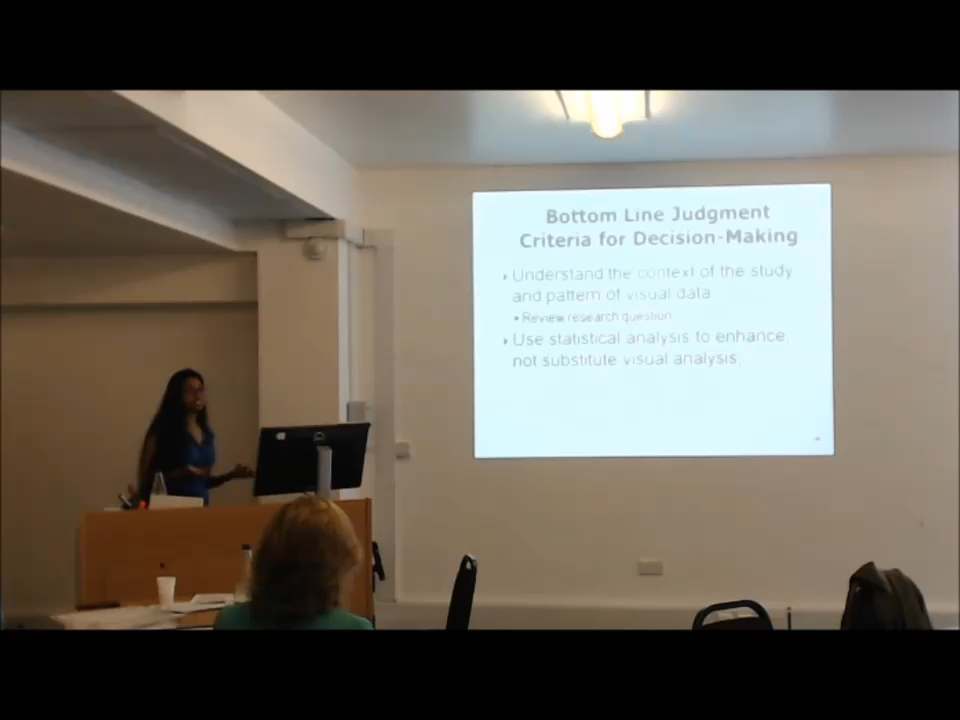 Bottom Line Judgment
Criteria for Decision-Making
Understand the context of the study
and pattern of visual data
Review research question
Use statistical analysis to enhance
not substitute visual analysis